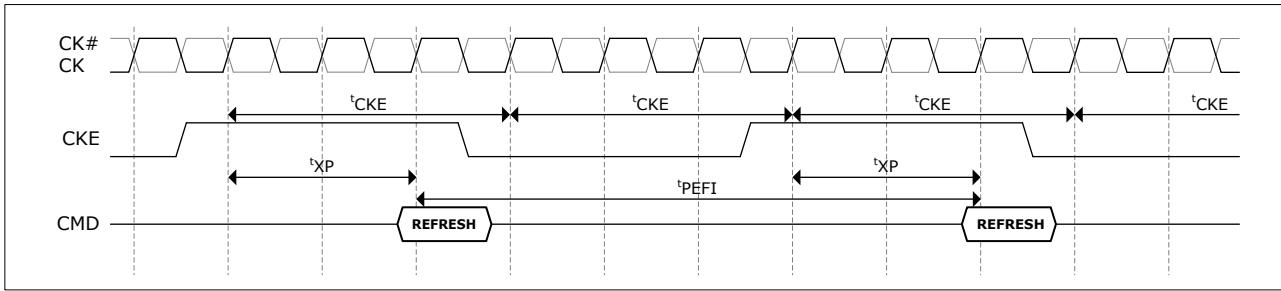 CK#
CK
tCKE tCKE tCKE tCKE
CKE
tXP tXP
tPEFI
CMD REFRESH REFRESH